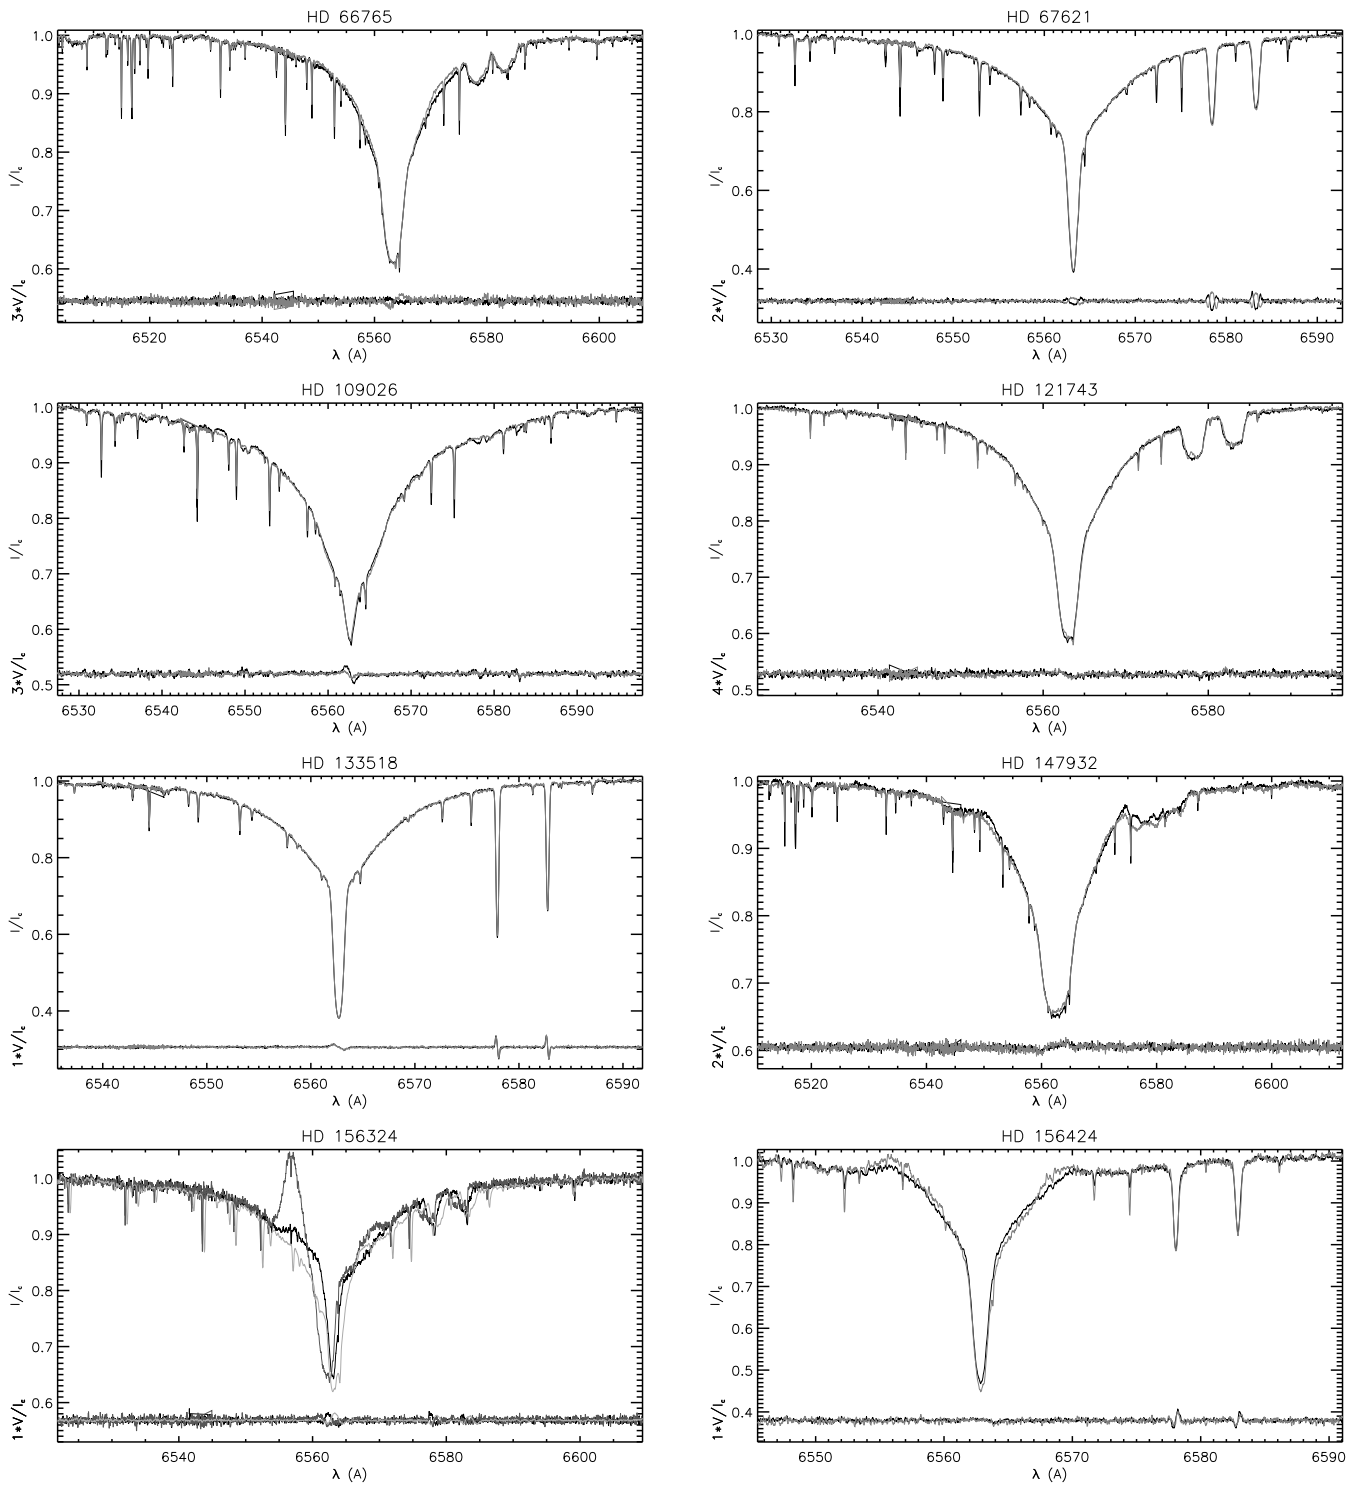 HD 66765
1.0
0.9
0.8
0.7
0.6
I/Ic
3*V/Ic
6520 6540 6560 6580 6600
λ (A)
HD 67621
1.0
0.8
0.6
0.4
I/Ic
2*V/Ic
6530 6540 6550 6560 6570 6580 6590
λ (A)
HD 109026
1.0
0.9
0.8
0.7
0.6
0.5
I/Ic
3*V/Ic
6530 6540 6550 6560 6570 6580 6590
λ (A)
HD 121743
1.0
0.9
0.8
0.7
0.6
0.5
I/Ic
4*V/Ic
6540 6560 6580
λ (A)
HD 133518
1.0
0.8
0.6
0.4
I/Ic
1*V/Ic
6540 6550 6560 6570 6580 6590
λ (A)
HD 147932
1.0
0.9
0.8
0.7
0.6
I/Ic
2*V/Ic
6520 6540 6560 6580 6600
λ (A)
HD 156324
1.0
0.9
0.8
0.7
0.6
I/Ic
1*V/Ic
6540 6560 6580 6600
λ (A)
HD 156424
1.0
0.9
0.8
0.7
0.6
0.5
0.4
I/Ic
1*V/Ic
6550 6560 6570 6580 6590
λ (A)